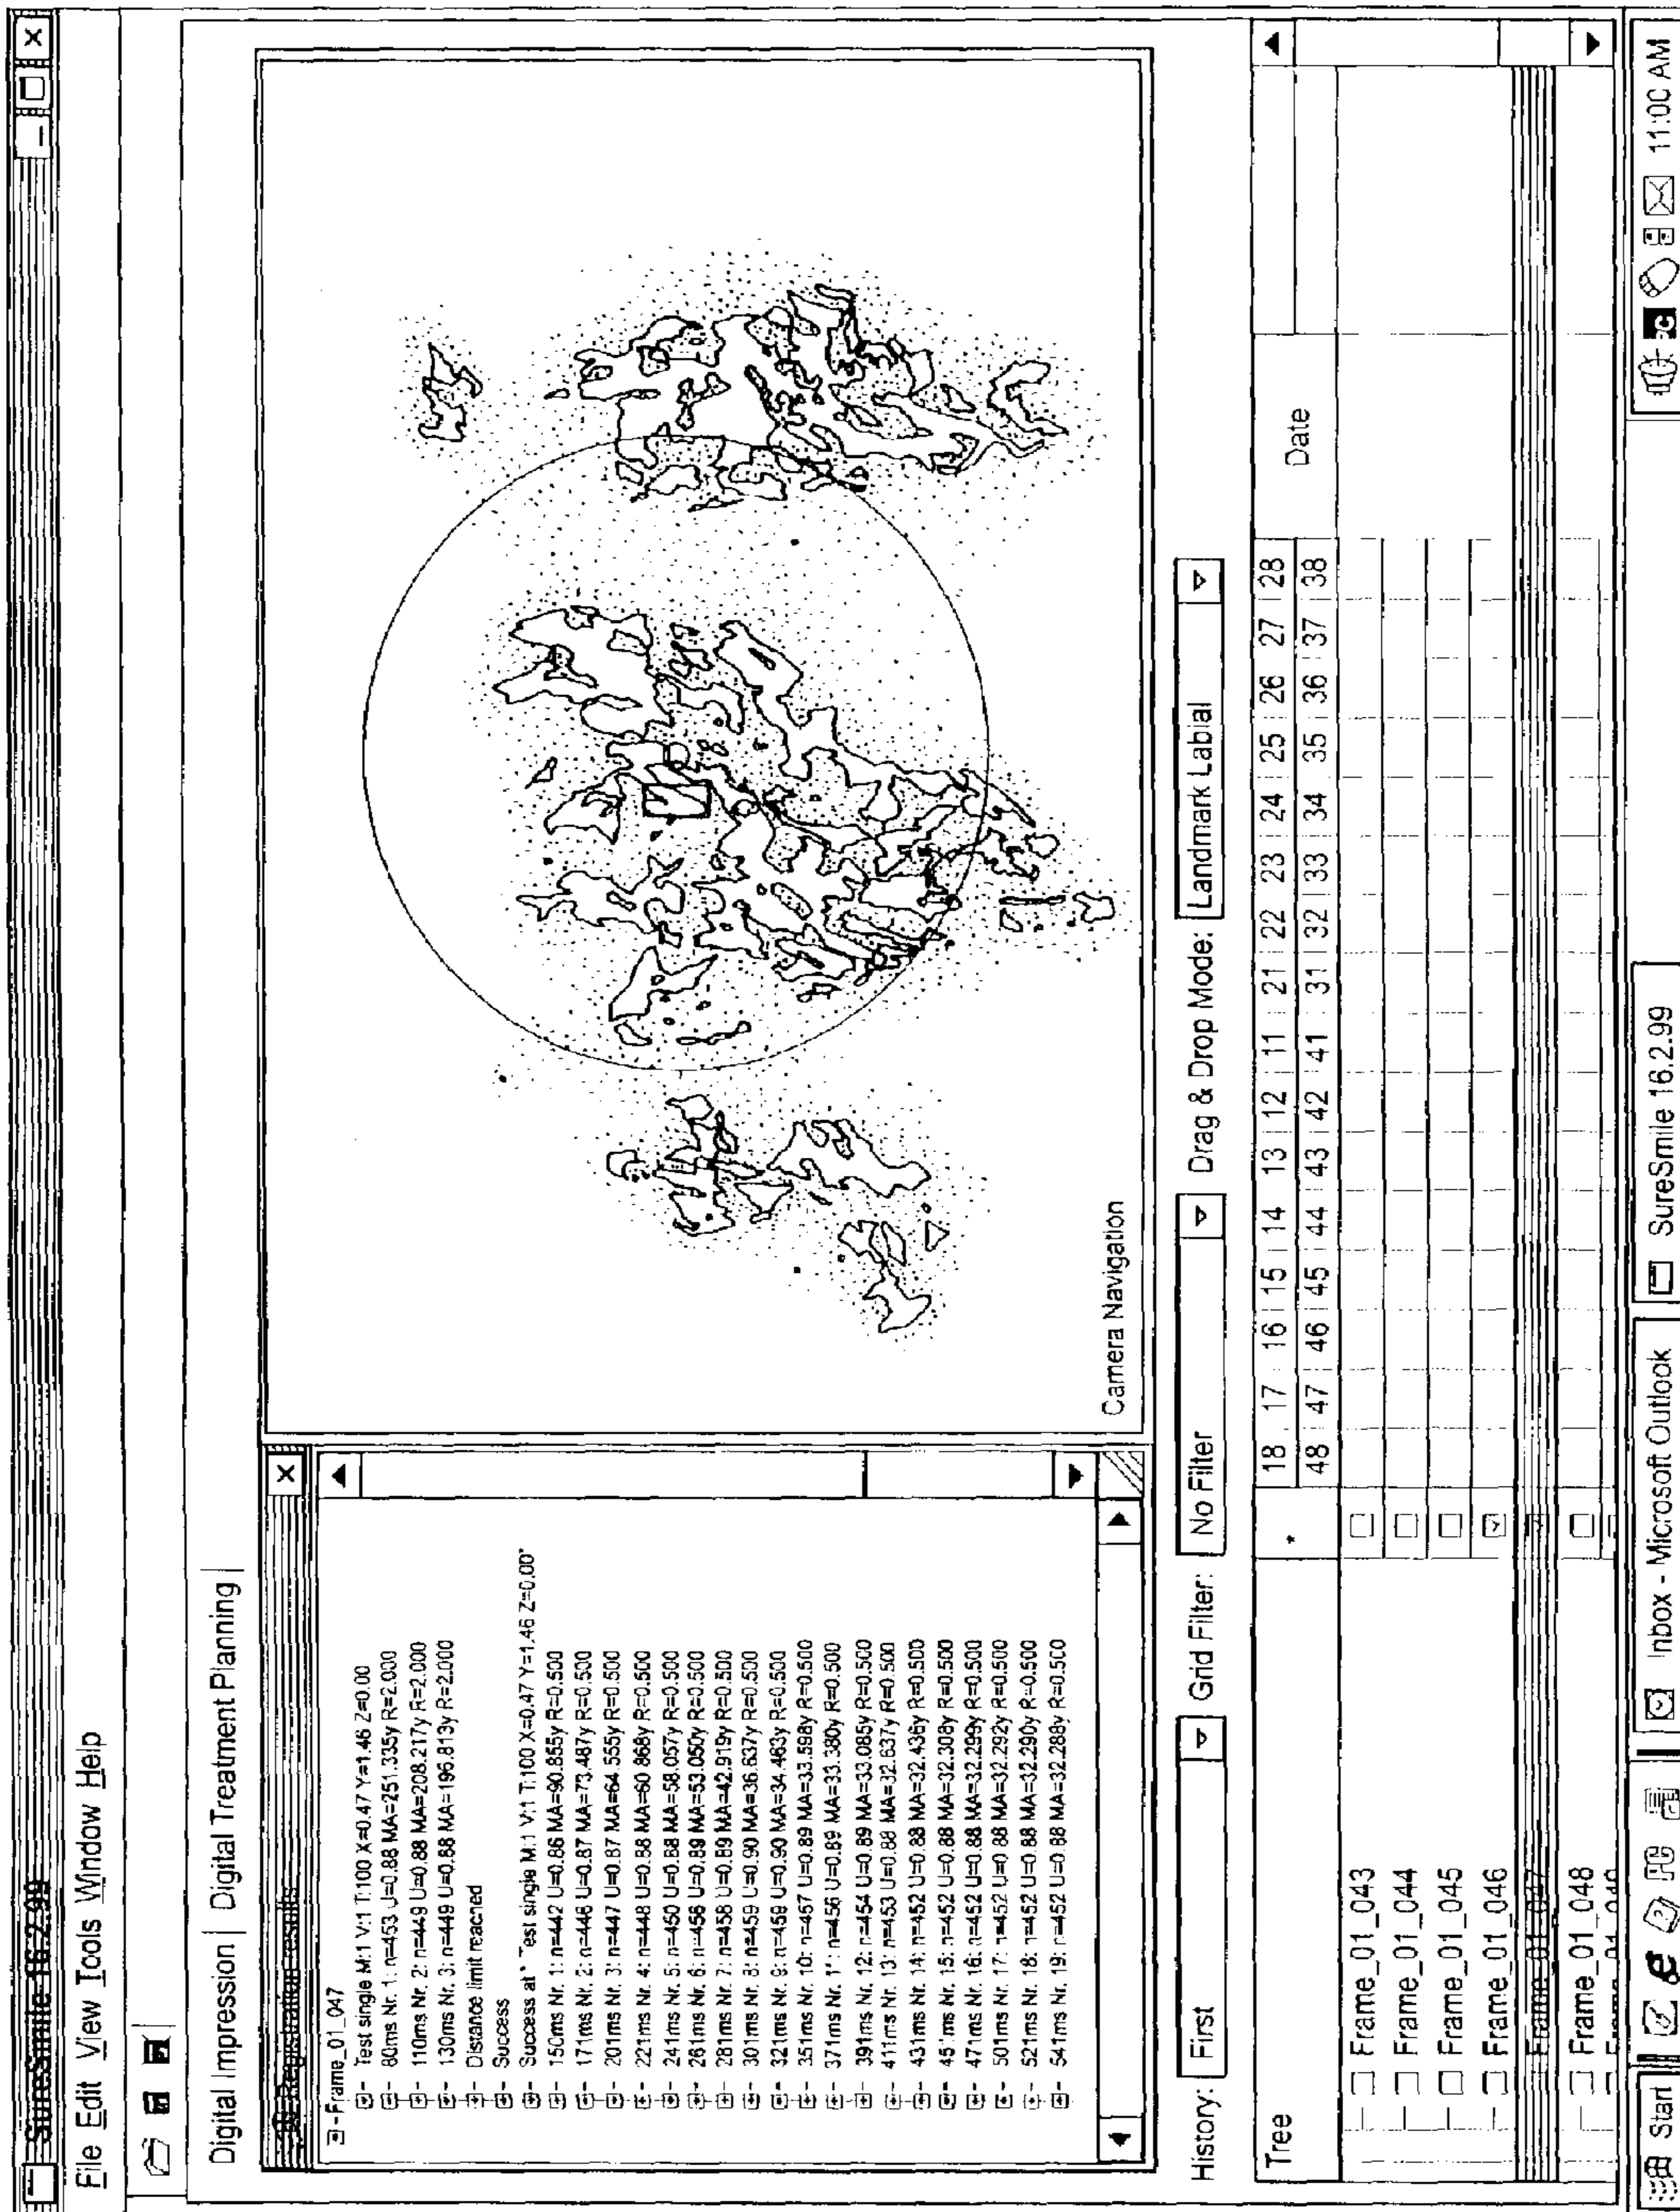 SureSmile 16.2.99
File Edit View Tools Window Help
Digital Impression | Digital Treatment Planning
3D Registration results
Frame_01_047
Test single M:1 V:1 T:100 X=0.47 Y=1.46 Z=0.00
80ms Nr. 1: n=453 U=0.88 MA=251.335y R=2.000
110ms Nr. 2: n=449 U=0.88 MA=208.217y R=2.000
130ms Nr. 3: n=449 U=0.88 MA=196.813y R=2.000
Distance limit reached
Success
Success at " Test single M:1 V:1 T:100 X=0.47 Y=1.46 Z=0.00"
150ms Nr. 1: n=442 U=0.86 MA=90.855y R=0.500
171ms Nr. 2: n=446 U=0.87 MA=73.487y R=0.500
201ms Nr. 3: n=447 U=0.87 MA=64.555y R=0.500
221ms Nr. 4: n=448 U=0.88 MA=60.868y R=0.500
241ms Nr. 5: n=450 U=0.88 MA=58.057y R=0.500
261ms Nr. 6: n=456 U=0.89 MA=53.050y R=0.500
281ms Nr. 7: n=458 U=0.89 MA=42.919y R=0.500
301ms Nr. 8: n=459 U=0.90 MA=36.637y R=0.500
321ms Nr. 9: n=459 U=0.90 MA=34.463y R=0.500
351ms Nr. 10: n=457 U=0.89 MA=33.598y R=0.500
371ms Nr. 11: n=456 U=0.89 MA=33.380y R=0.500
391ms Nr. 12: n=454 U=0.89 MA=33.085y R=0.500
411ms Nr. 13: n=453 U=0.88 MA=32.637y R=0.500
431ms Nr. 14: n=452 U=0.88 MA=32.436y R=0.500
451ms Nr. 15: n=452 U=0.88 MA=32.308y R=0.500
471ms Nr. 16: n=452 U=0.88 MA=32.299y R=0.500
501ms Nr. 17: n=452 U=0.88 MA=32.292y R=0.500
521ms Nr. 18: n=452 U=0.88 MA=32.290y R=0.500
541ms Nr. 19: n=452 U=0.88 MA=32.288y R=0.500
Camera Navigation
History: First Grid Filter: No Filter Drag & Drop Mode: Landmark Labial
Tree * 18 17 16 15 14 13 12 11 21 22 23 24 25 26 27 28 Date
48 47 46 45 44 43 42 41 31 32 33 34 35 36 37 38
Frame_01_043
Frame_01_044
Frame_01_045
Frame_01_046
Frame_01_047
Frame_01_048
Frame_01_049
Start Inbox - Microsoft Outlook SureSmile 16.2.99 11:00 AM